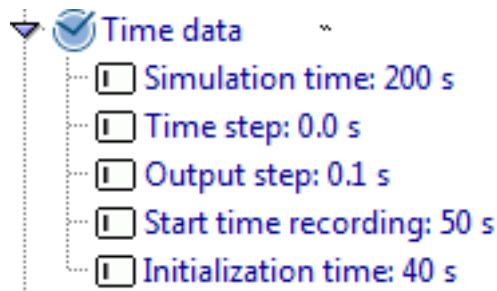 Time data
Simulation time: 200 s
Time step: 0.0 s
Output step: 0.1 s
Start time recording: 50 s
Initialization time: 40 s